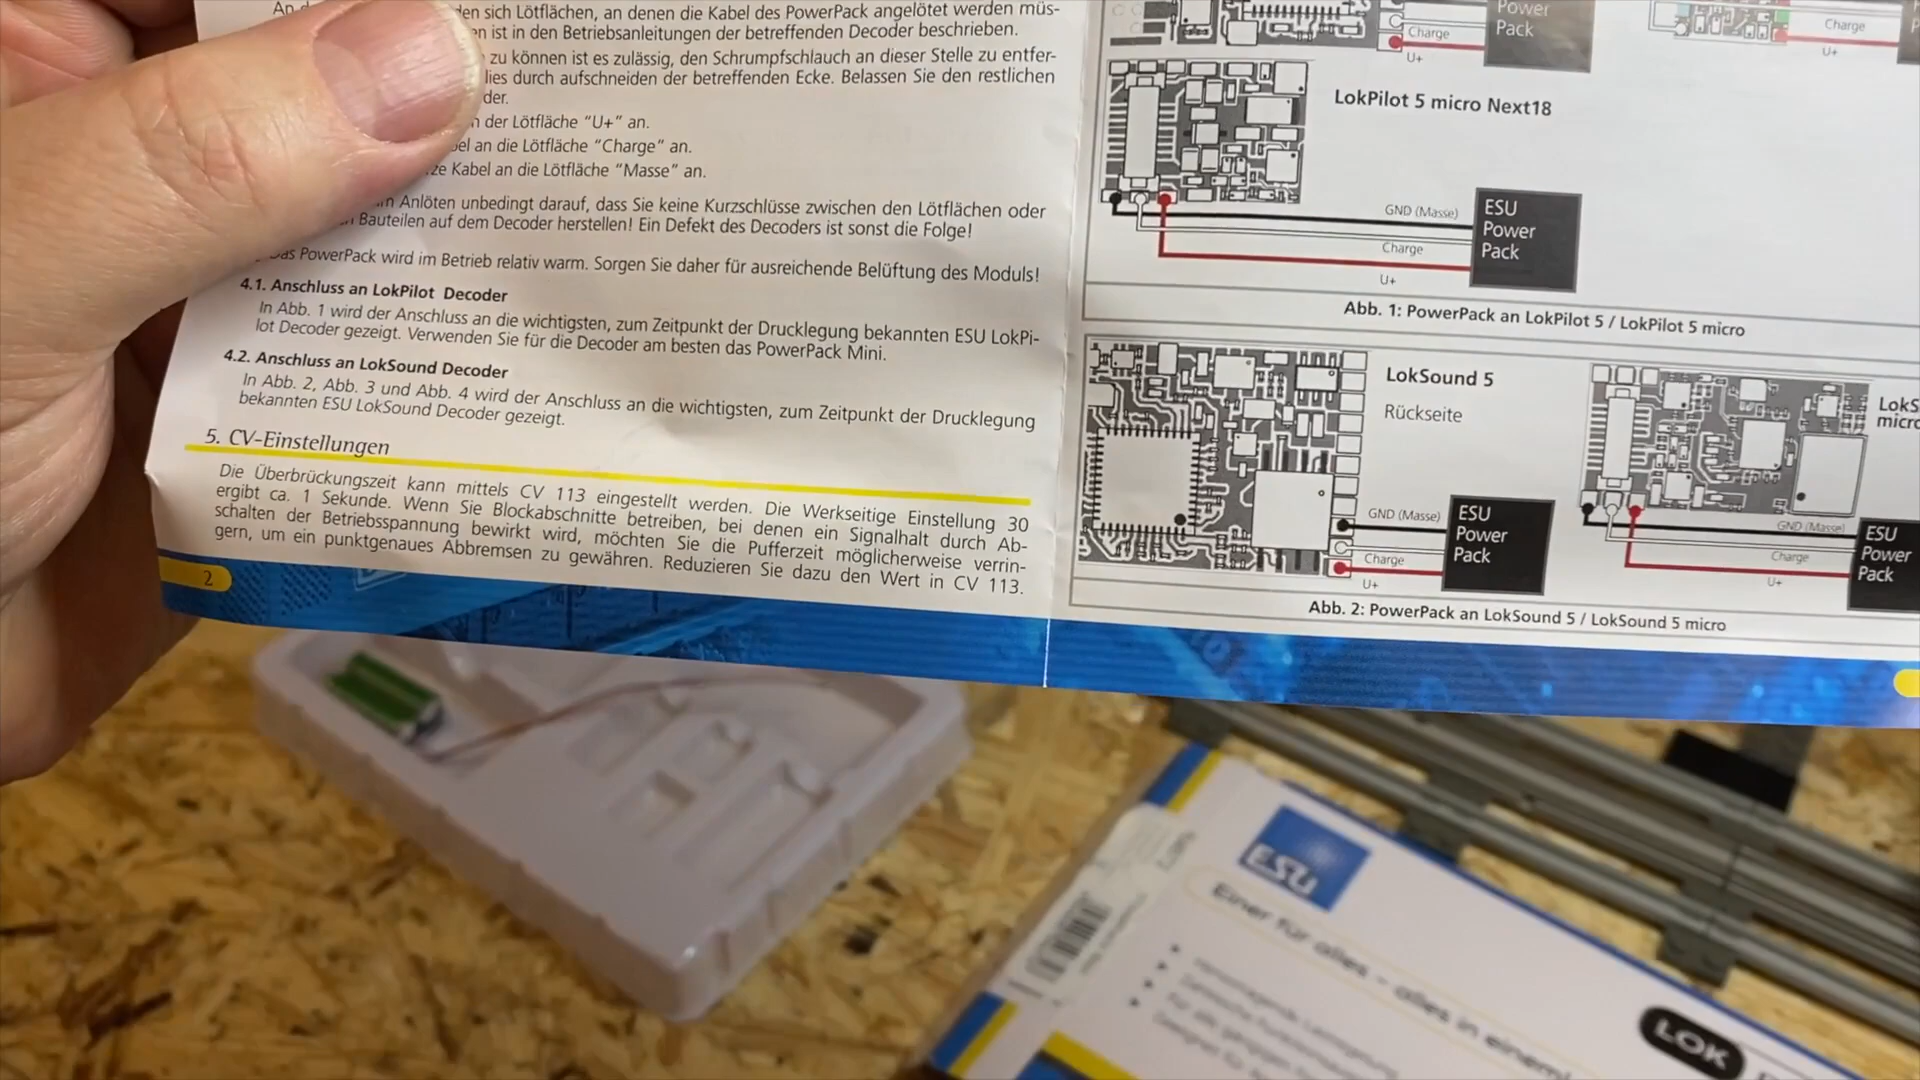 den sich Lötflächen, an denen die Kabel des PowerPack angelötet werden müs-
ist in den Betriebsanleitungen der betreffenden Decoder beschrieben.
zu können ist es zulässig, den Schrumpfschlauch an dieser Stelle zu entfer-
durch aufschneiden der betreffenden Ecke. Belassen Sie den restlichen
der.
der Lötfläche “U+” an.
an die Lötfläche “Charge” an.
Kabel an die Lötfläche “Masse” an.
Anlöten unbedingt darauf, dass Sie keine Kurzschlüsse zwischen den Lötflächen oder
Bauteilen auf dem Decoder herstellen! Ein Defekt des Decoders ist sonst die Folge!
Das PowerPack wird im Betrieb relativ warm. Sorgen Sie daher für ausreichende Belüftung des Moduls!
4.1. Anschluss an LokPilot Decoder
In Abb. 1 wird der Anschluss an die wichtigsten, zum Zeitpunkt der Drucklegung bekannten ESU LokPi-
lot Decoder gezeigt. Verwenden Sie für die Decoder am besten das PowerPack Mini.
4.2. Anschluss an LokSound Decoder
In Abb. 2, Abb. 3 und Abb. 4 wird der Anschluss an die wichtigsten, zum Zeitpunkt der Drucklegung
bekannten ESU LokSound Decoder gezeigt.
5. CV-Einstellungen
Die Überbrückungszeit kann mittels CV 113 eingestellt werden. Die Werkseitige Einstellung 30
ergibt ca. 1 Sekunde. Wenn Sie Blockabschnitte betreiben, bei denen ein Signalhalt durch Ab-
schalten der Betriebsspannung bewirkt wird, möchten Sie die Pufferzeit möglicherweise verrin-
gern, um ein punktgenaues Abbremsen zu gewähren. Reduzieren Sie dazu den Wert in CV 113.
2
Power
Pack
Charge
U+
Charge
U+
LokPilot 5 micro Next18
GND (Masse)
Charge
U+
ESU
Power
Pack
Abb. 1: PowerPack an LokPilot 5 / LokPilot 5 micro
LokSound 5
Rückseite
GND (Masse)
Charge
U+
ESU
Power
Pack
LokS
micro
GND (Masse)
Charge
U+
ESU
Power
Pack
Abb. 2: PowerPack an LokSound 5 / LokSound 5 micro
ESU
Einer für alles – alles in einem!
LOK